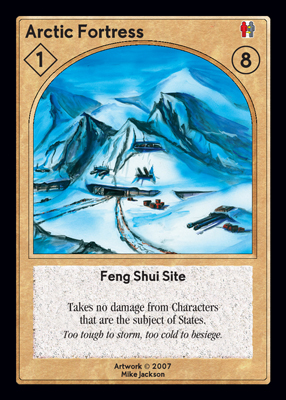 Arctic Fortress
1
8
Feng Shui Site
Takes no damage from Characters
that are the subject of States.
Too tough to storm, too cold to besiege.
Artwork © 2007
Mike Jackson